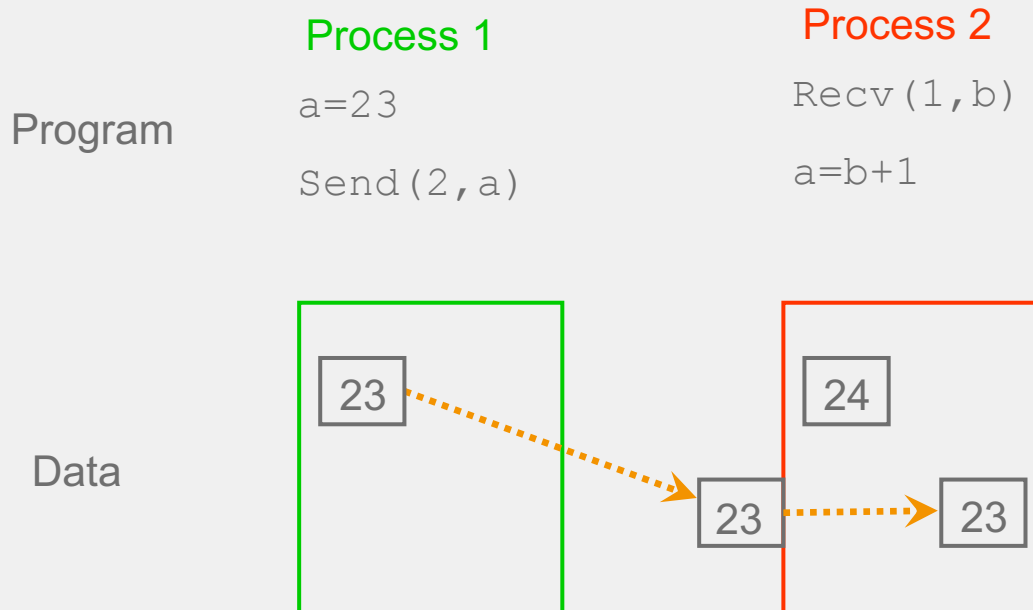 Process 1
Process 2
Program
a=23
Send(2,a)
Recv(1,b)
a=b+1
Data
23
24
23
23